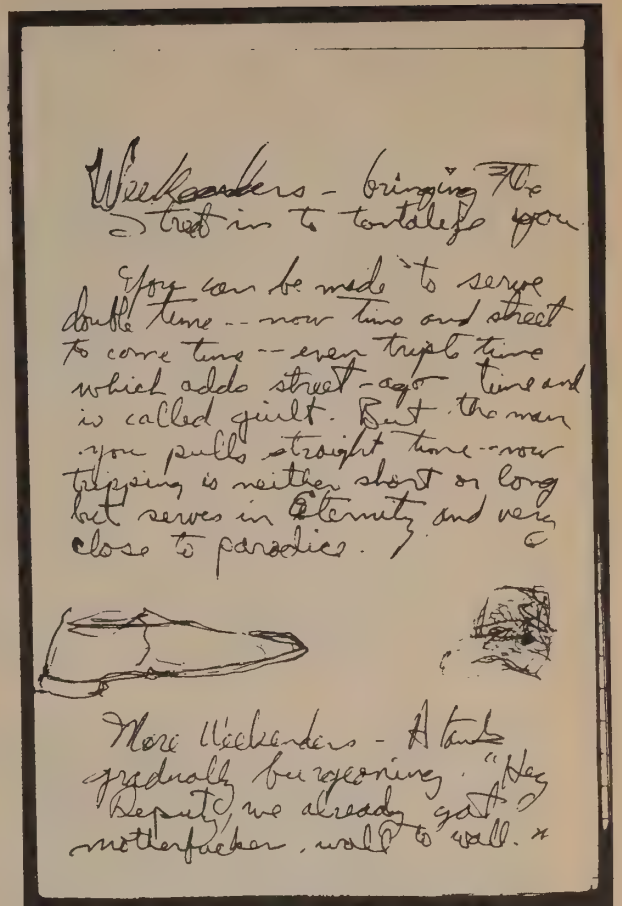 Weekenders - bringing The
Street in to tantalize you
You can be made to serve
double time -- now time and street
to come time -- even triple time
which adds street-ago time and
is called guilt. But the man
you pulls straight time -- now
tripping is neither short or long
but serves in Eternity and very
close to paradise.
More Weekenders - A tank
gradually burgeoning. "Hey
Deputy, we already got
motherfucker, wall to wall."